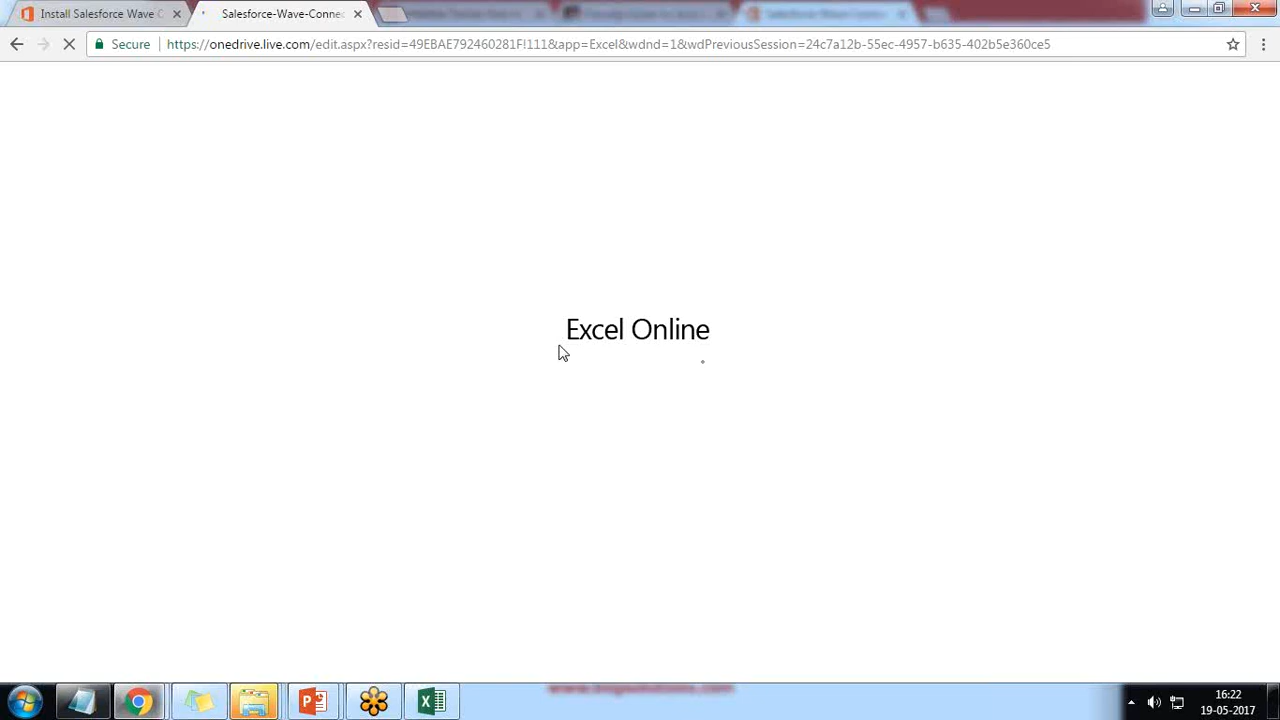 Install Salesforce Wave C
Salesforce-Wave-Connec
Secure
https://onedrive.live.com/edit.aspx?resid=49EBAE792460281F!111&app=Excel&wdnd=1&wdPreviousSession=24c7a12b-55ec-4957-b635-402b5e360ce5
Excel Online
16:22
19-05-2017